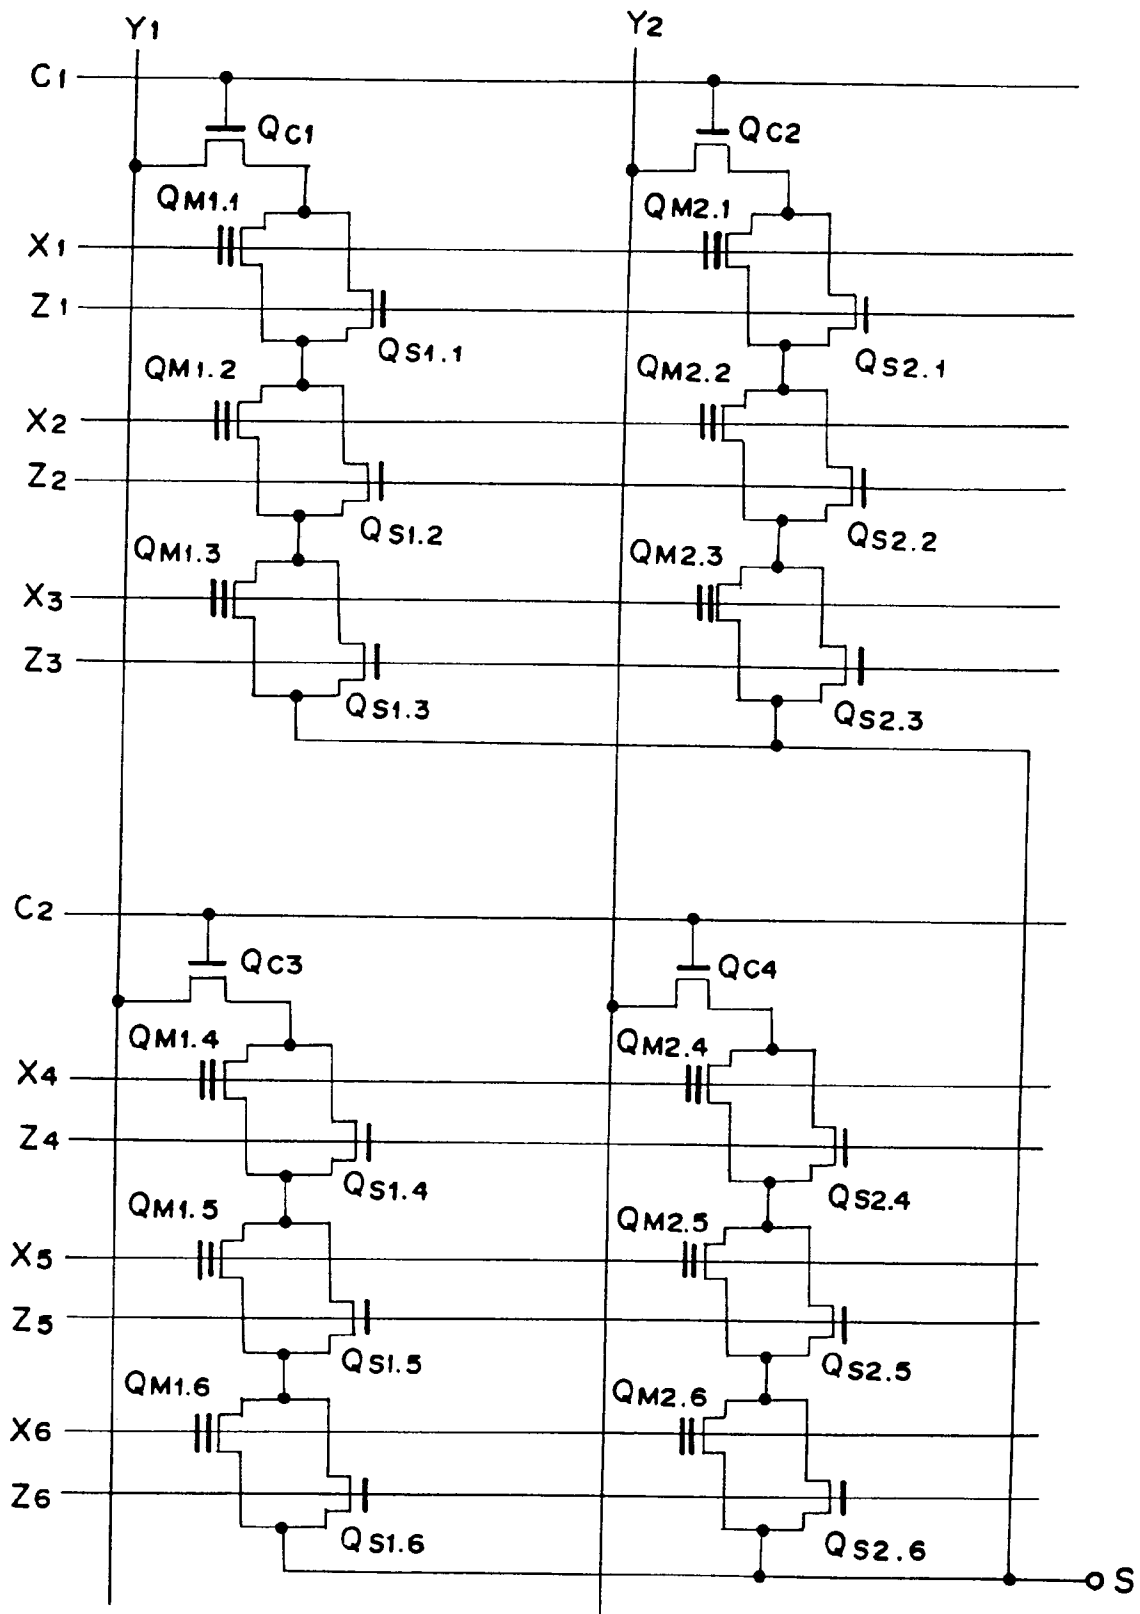 Y1 Y2
C1
QC1 QC2
QM1.1 QM2.1
X1
Z1
QS1.1 QS2.1
QM1.2 QM2.2
X2
Z2
QS1.2 QS2.2
QM1.3 QM2.3
X3
Z3
QS1.3 QS2.3
C2
QC3 QC4
QM1.4 QM2.4
X4
Z4
QS1.4 QS2.4
QM1.5 QM2.5
X5
Z5
QS1.5 QS2.5
QM1.6 QM2.6
X6
Z6
QS1.6 QS2.6
S